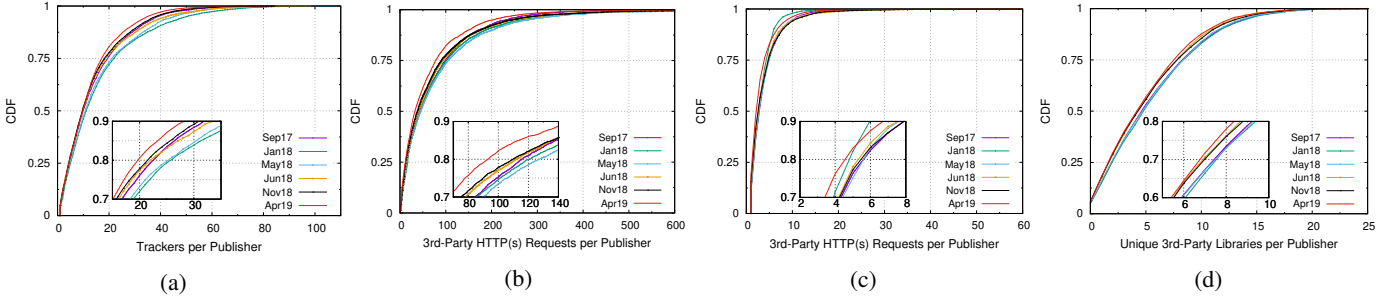 1
0.75
0.5
0.25
0
CDF
0.9
0.8
0.7
20
30
Sep17
Jan18
May18
Jun18
Nov18
Apr19
0
20
40
60
80
100
Trackers per Publisher
(a)
1
0.75
0.5
0.25
0
CDF
0.9
0.8
0.7
80
100
120
140
Sep17
Jan18
May18
Jun18
Nov18
Apr19
0
100
200
300
400
500
600
3rd-Party HTTP(s) Requests per Publisher
(b)
1
0.75
0.5
0.25
0
CDF
0.9
0.8
0.7
2
4
6
8
Sep17
Jan18
May18
Jun18
Nov18
Apr19
0
10
20
30
40
50
60
3rd-Party HTTP(s) Requests per Publisher
(c)
1
0.75
0.5
0.25
0
CDF
0.8
0.7
0.6
6
8
10
Sep17
Jan18
May18
Jun18
Nov18
Apr19
0
5
10
15
20
25
Unique 3rd-Party Libraries per Publisher
(d)